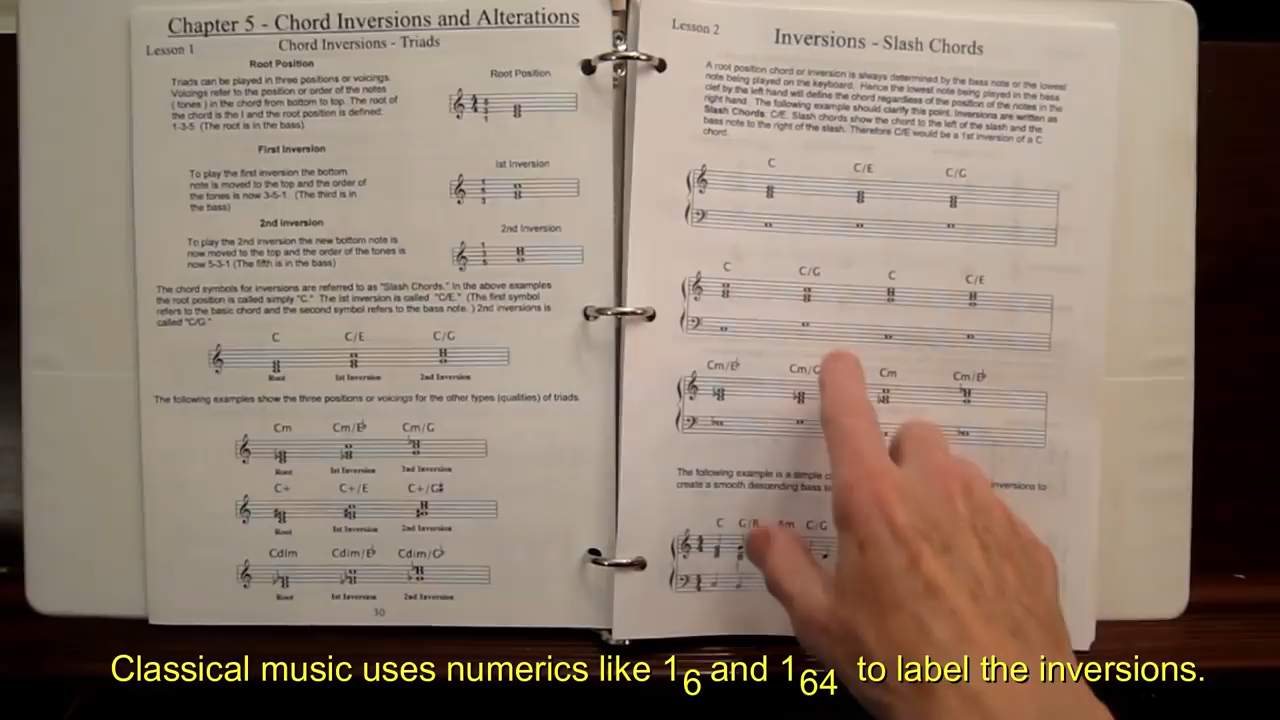 Chapter 5 - Chord Inversions and Alterations
Lesson 1
Chord Inversions - Triads
Root Position
Triads can be played in three positions or voicings.
Voicings refer to the position or order of the notes
( tones ) in the chord from bottom to top. The root of
the chord is the I and the root position is defined:
1-3-5 (The root is in the bass)
Root Position
First Inversion
To play the first inversion the bottom
note is moved to the top and the order of
the tones is now 3-5-1 (The third is in
the bass)
1st Inversion
2nd Inversion
To play the 2nd inversion the new bottom note is
now moved to the top and the order of the tones is
now 5-3-1 (The fifth is in the bass)
2nd Inversion
The chord symbols for inversions are referred to as "Slash Chords." In the above examples
the root position is called simply "C." The 1st inversion is called "C/E." (The first symbol
refers to the basic chord and the second symbol refers to the bass note. ) 2nd inversions is
called "C/G."
C C/E C/G
Root 1st Inversion 2nd Inversion
The following examples show the three positions or voicings for the other types (qualities) of triads.
Cm Cm/E♭ Cm/G
Root 1st Inversion 2nd Inversion
C+ C+/E C+/G#
Root 1st Inversion 2nd Inversion
Cdim Cdim/E♭ Cdim/G♭
Root 1st Inversion 2nd Inversion
30
Lesson 2
Inversions - Slash Chords
A root position chord or inversion is always determined by the bass note or the lowest
note being played on the keyboard. Hence the lowest note being played in the bass
clef by the left hand will define the chord regardless of the position of the notes in the
right hand. The following example should clarify this point. Inversions are written as
Slash Chords: C/E. Slash chords show the chord to the left of the slash and the
bass note to the right of the slash. Therefore C/E would be a 1st inversion of a C
chord.
C C/E C/G
C C/G C C/E
Cm/E♭ Cm/G Cm Cm/E♭
The following example is a simple
create a smooth descending bass
inversions to
C G/B Am C/G
Classical music uses numerics like 1 6 and 1 64 to label the inversions.